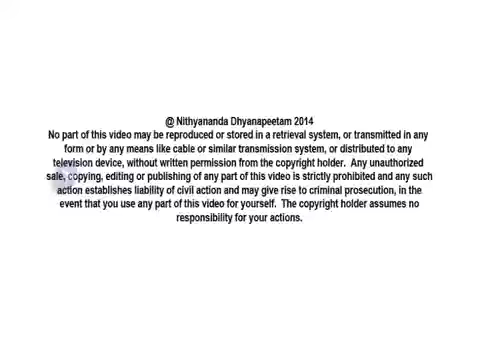 @ Nithyananda Dhyanapeetam 2014
No part of this video may be reproduced or stored in a retrieval system, or transmitted in any
form or by any means like cable or similar transmission system, or distributed to any
television device, without written permission from the copyright holder. Any unauthorized
sale, copying, editing or publishing of any part of this video is strictly prohibited and any such
action establishes liability of civil action and may give rise to criminal prosecution, in the
event that you use any part of this video for yourself. The copyright holder assumes no
responsibility for your actions.